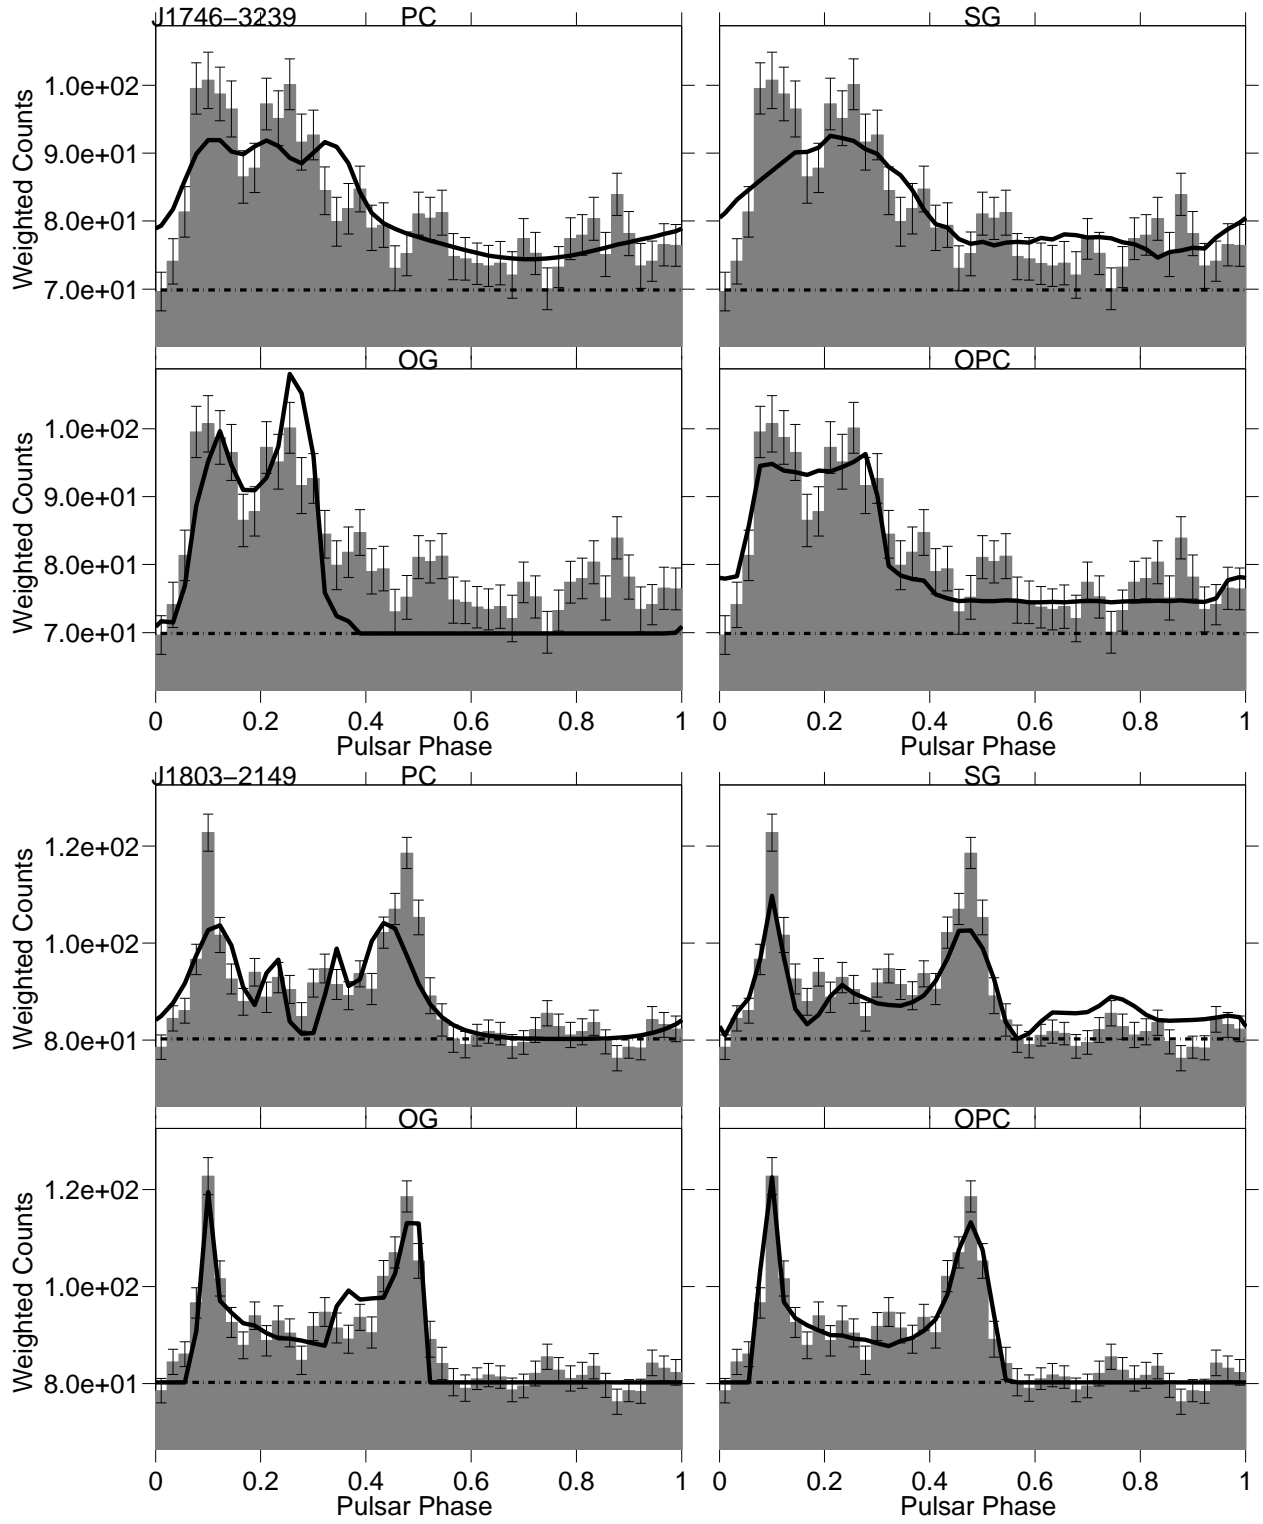 J1746−3239 PC SG
Weighted Counts
1.0e+02
9.0e+01
8.0e+01
7.0e+01
OG OPC
Weighted Counts
1.0e+02
9.0e+01
8.0e+01
7.0e+01
0 0.2 0.4 0.6 0.8 1 0 0.2 0.4 0.6 0.8 1
Pulsar Phase Pulsar Phase
J1803−2149 PC SG
Weighted Counts
1.2e+02
1.0e+02
8.0e+01
OG OPC
Weighted Counts
1.2e+02
1.0e+02
8.0e+01
0 0.2 0.4 0.6 0.8 1 0 0.2 0.4 0.6 0.8 1
Pulsar Phase Pulsar Phase